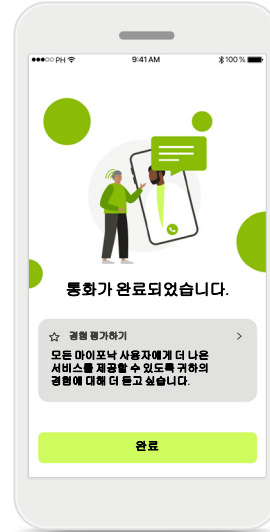 PH 9:41 AM 100 %
통화가 완료되었습니다.
경험 평가하기
모든 마이포낙 사용자에게 더 나은
서비스를 제공할 수 있도록 귀하의
경험에 대해 더 듣고 싶습니다.
완료